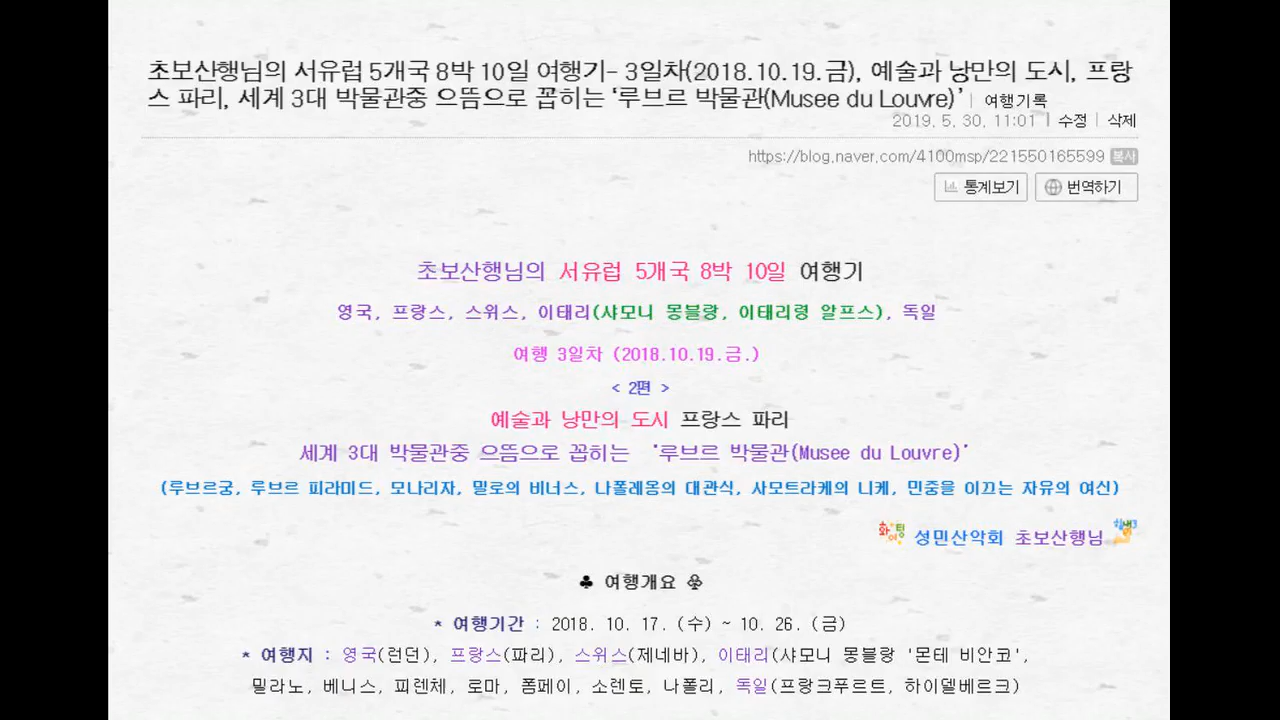 초보산행님의 서유럽 5개국 8박 10일 여행기- 3일차(2018.10.19.금), 예술과 낭만의 도시, 프랑
스 파리, 세계 3대 박물관중 으뜸으로 꼽히는 ‘루브르 박물관(Musee du Louvre)’ | 여행기록
2019. 5. 30. 11:01 | 수정 | 삭제
https://blog.naver.com/4100msp/221550165599 복사
통계보기 번역하기
초보산행님의 서유럽 5개국 8박 10일 여행기
영국, 프랑스, 스위스, 이태리(샤모니 몽블랑, 이태리령 알프스), 독일
여행 3일차 (2018.10.19.금.)
< 2편 >
예술과 낭만의 도시 프랑스 파리
세계 3대 박물관중 으뜸으로 꼽히는 '루브르 박물관(Musee du Louvre)'
(루브르궁, 루브르 피라미드, 모나리자, 밀로의 비너스, 나폴레옹의 대관식, 사모트라케의 니케, 민중을 이끄는 자유의 여신)
화이팅 성민산악회 초보산행님
♣ 여행개요 ♧
* 여행기간 : 2018. 10. 17. (수) ~ 10. 26. (금)
* 여행지 : 영국(런던), 프랑스(파리), 스위스(제네바), 이태리(샤모니 몽블랑 '몬테 비안코',
밀라노, 베니스, 피렌체, 로마, 폼페이, 소렌토, 나폴리, 독일(프랑크푸르트, 하이델베르크)